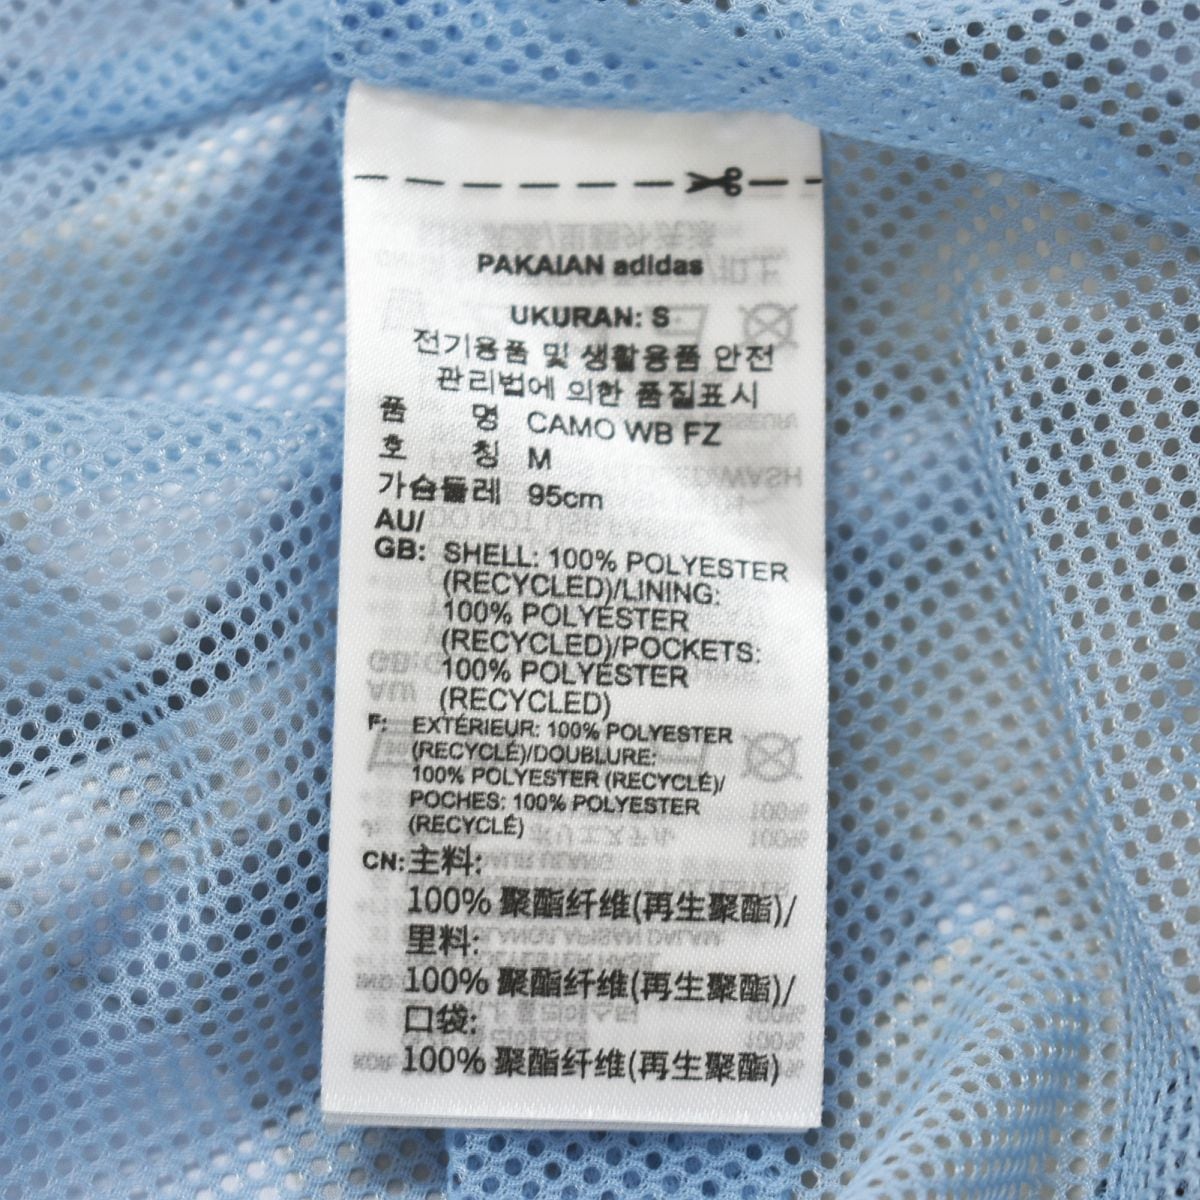 PAKAIAN adidas
UKURAN: S
전기용품 및 생활용품 안전
관리법에 의한 품질표시
품 명 CAMO WB FZ
호 칭 M
가슴둘레 95cm
AU/
GB: SHELL: 100% POLYESTER
(RECYCLED)/LINING:
100% POLYESTER
(RECYCLED)/POCKETS:
100% POLYESTER
(RECYCLED)
F: EXTÉRIEUR: 100% POLYESTER
(RECYCLÉ)/DOUBLURE:
100% POLYESTER (RECYCLÉ)/
POCHES: 100% POLYESTER
(RECYCLÉ)
CN: 主料:
100% 聚酯纤维(再生聚酯)/
里料:
100% 聚酯纤维(再生聚酯)/
口袋:
100% 聚酯纤维(再生聚酯)